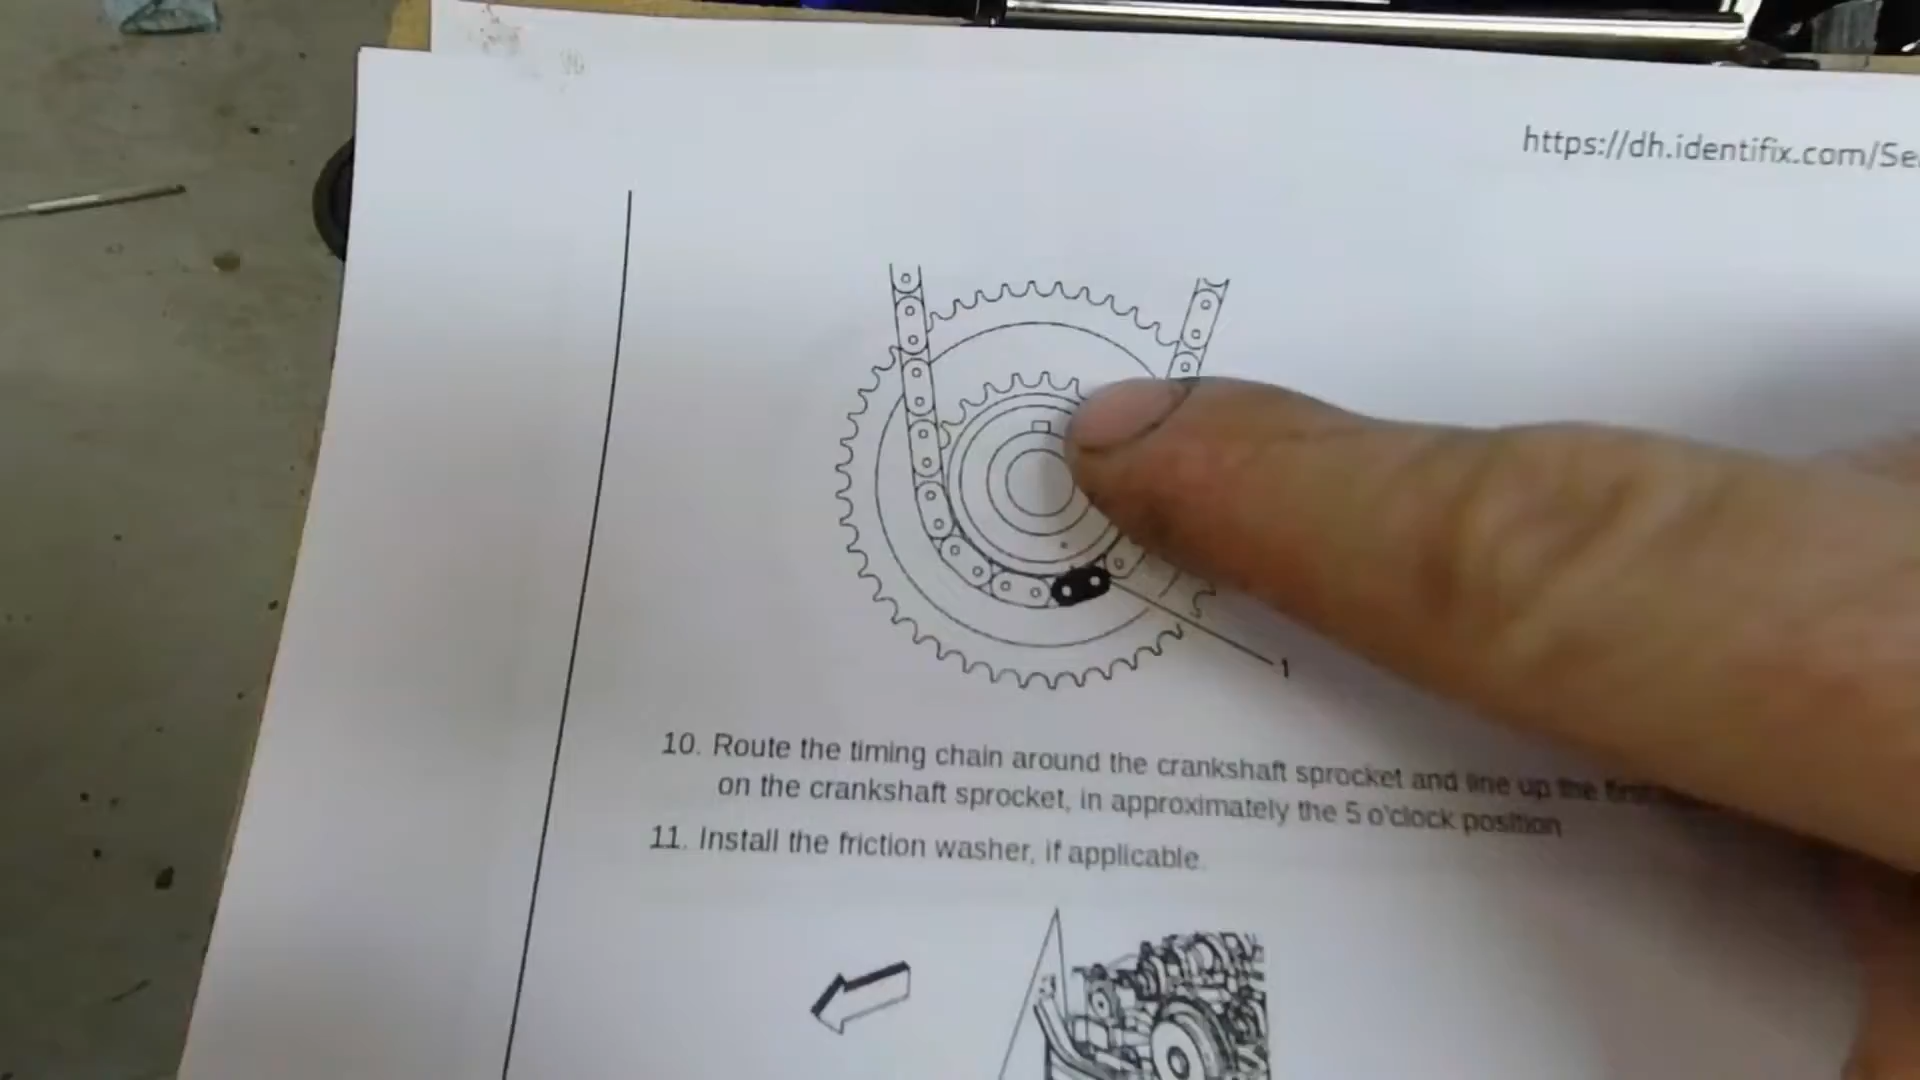 https://dh.identifix.com/Se
1
10. Route the timing chain around the crankshaft sprocket and line up the first
on the crankshaft sprocket, in approximately the 5 o'clock position
11. Install the friction washer, if applicable.